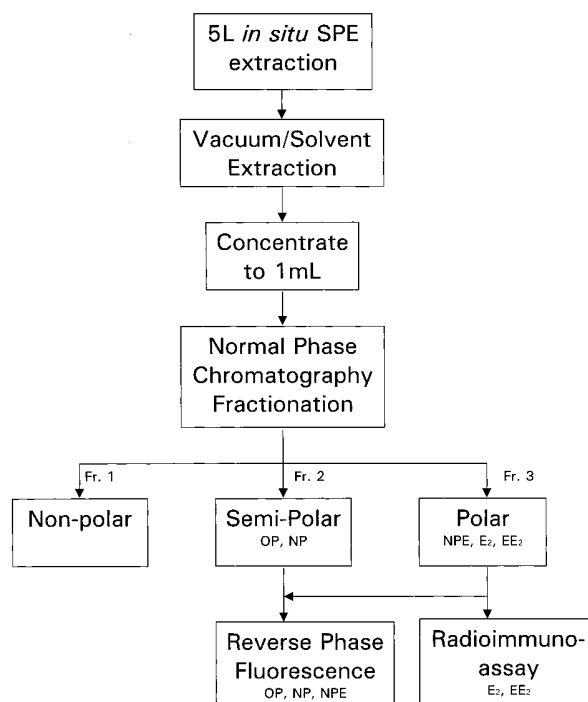 5L in situ SPE
extraction
Vacuum/Solvent
Extraction
Concentrate
to 1mL
Normal Phase
Chromatography
Fractionation
Fr. 1
Fr. 2
Fr. 3
Non-polar
Semi-Polar
OP, NP
Polar
NPE, E₂, EE₂
Reverse Phase
Fluorescence
OP, NP, NPE
Radioimmuno-
assay
E₂, EE₂